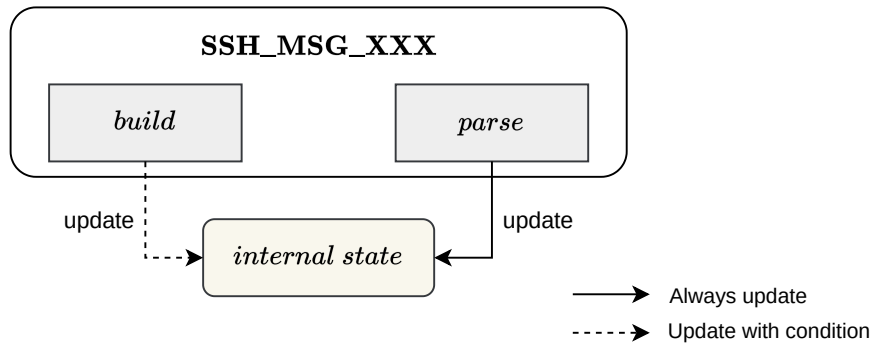 SSH_MSG_XXX
build
parse
update
update
internal state
Always update
Update with condition